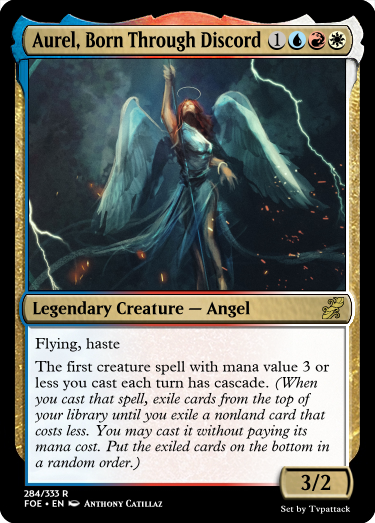 Aurel, Born Through Discord 1
Legendary Creature — Angel
Flying, haste
The first creature spell with mana value 3 or
less you cast each turn has cascade. (When
you cast that spell, exile cards from the top of
your library until you exile a nonland card that
costs less. You may cast it without paying its
mana cost. Put the exiled cards on the bottom in
a random order.)
3/2
284/333 R
FOE • EN Anthony Catillaz
Set by Tvpattack